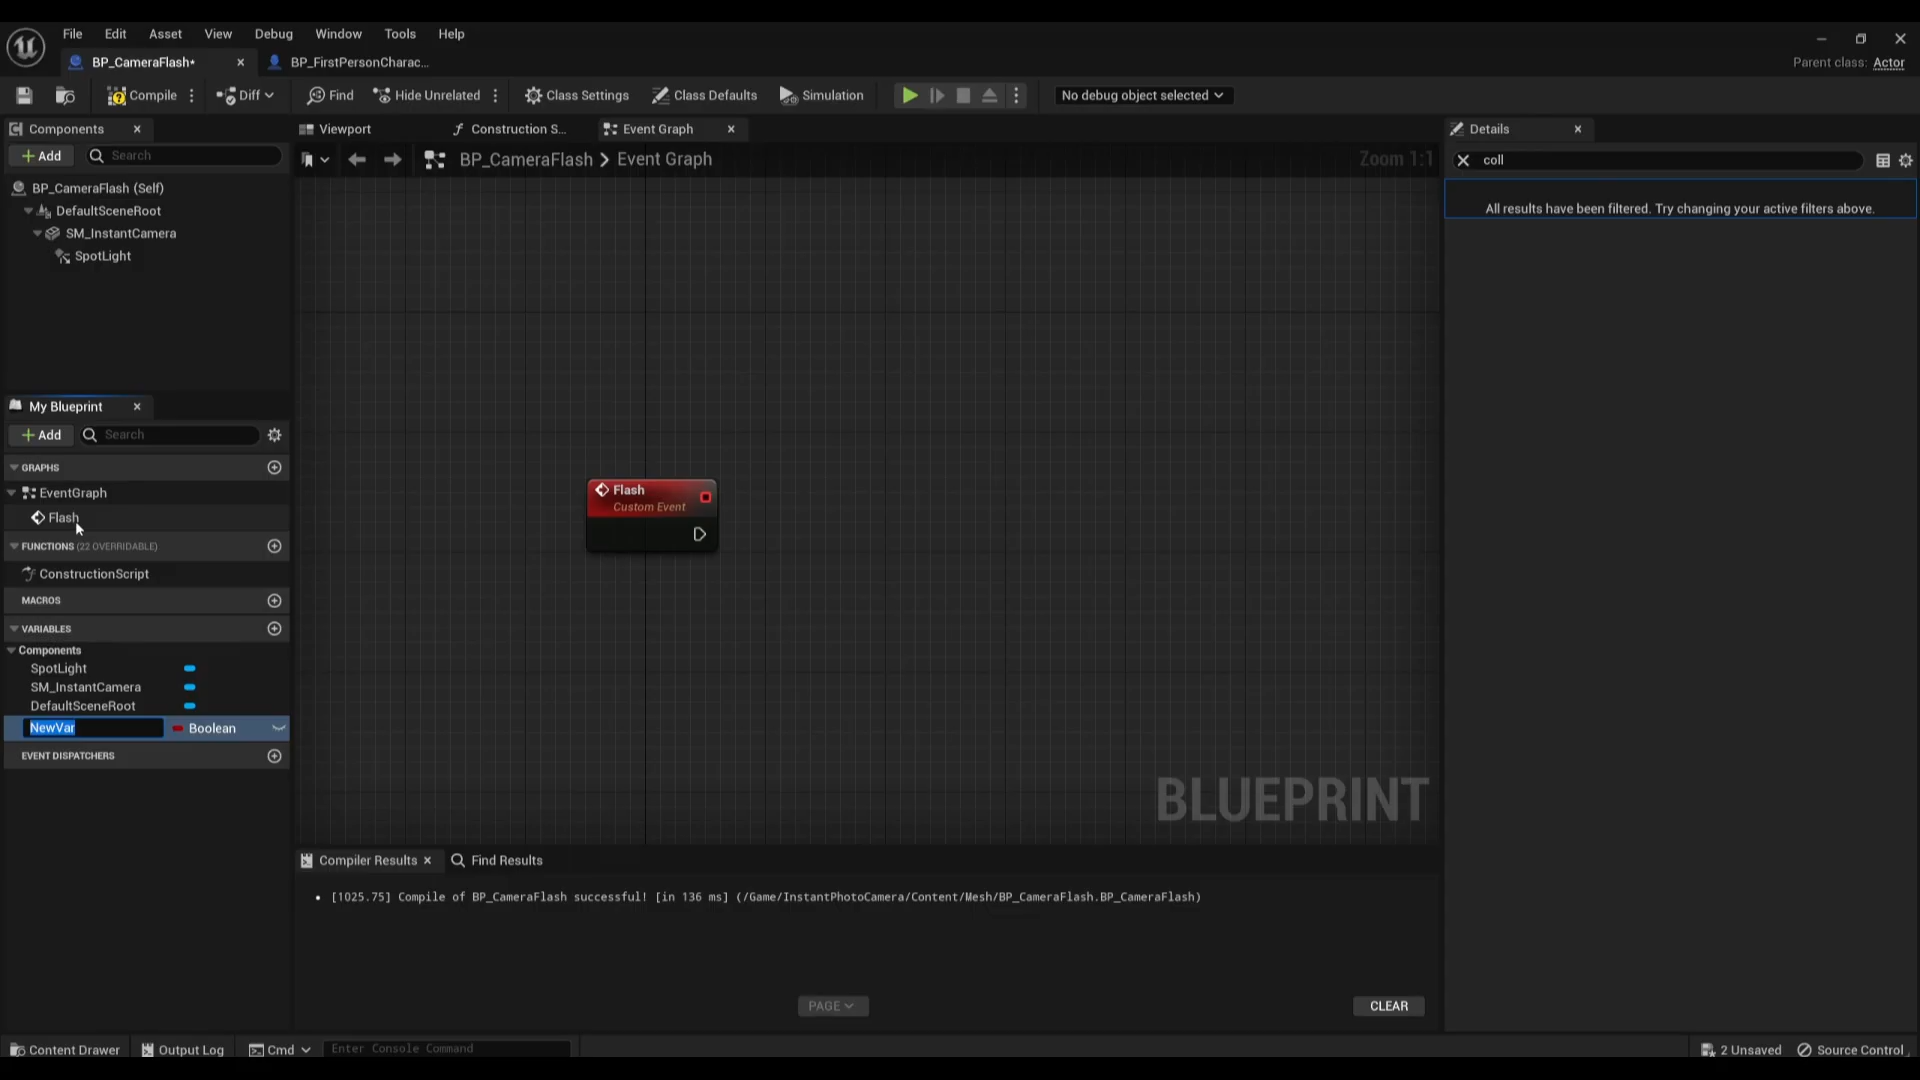 File Edit Asset View Debug Window Tools Help
BP_CameraFlash* BP_FirstPersonCharac...
Parent class: Actor
Compile Diff Find Hide Unrelated Class Settings Class Defaults Simulation No debug object selected
Components
Viewport Construction S... Event Graph
Details
Add Search
BP_CameraFlash > Event Graph
Zoom 1:1
coll
BP_CameraFlash (Self)
DefaultSceneRoot
SM_InstantCamera
SpotLight
All results have been filtered. Try changing your active filters above.
My Blueprint
Add Search
GRAPHS
EventGraph
Flash
FUNCTIONS (22 OVERRIDABLE)
ConstructionScript
MACROS
VARIABLES
Components
SpotLight
SM_InstantCamera
DefaultSceneRoot
NewVar Boolean
EVENT DISPATCHERS
Flash
Custom Event
BLUEPRINT
Compiler Results Find Results
[1025.75] Compile of BP_CameraFlash successful! [in 136 ms] (/Game/InstantPhotoCamera/Content/Mesh/BP_CameraFlash.BP_CameraFlash)
PAGE
CLEAR
Content Drawer Output Log Cmd Enter Console Command
2 Unsaved Source Control